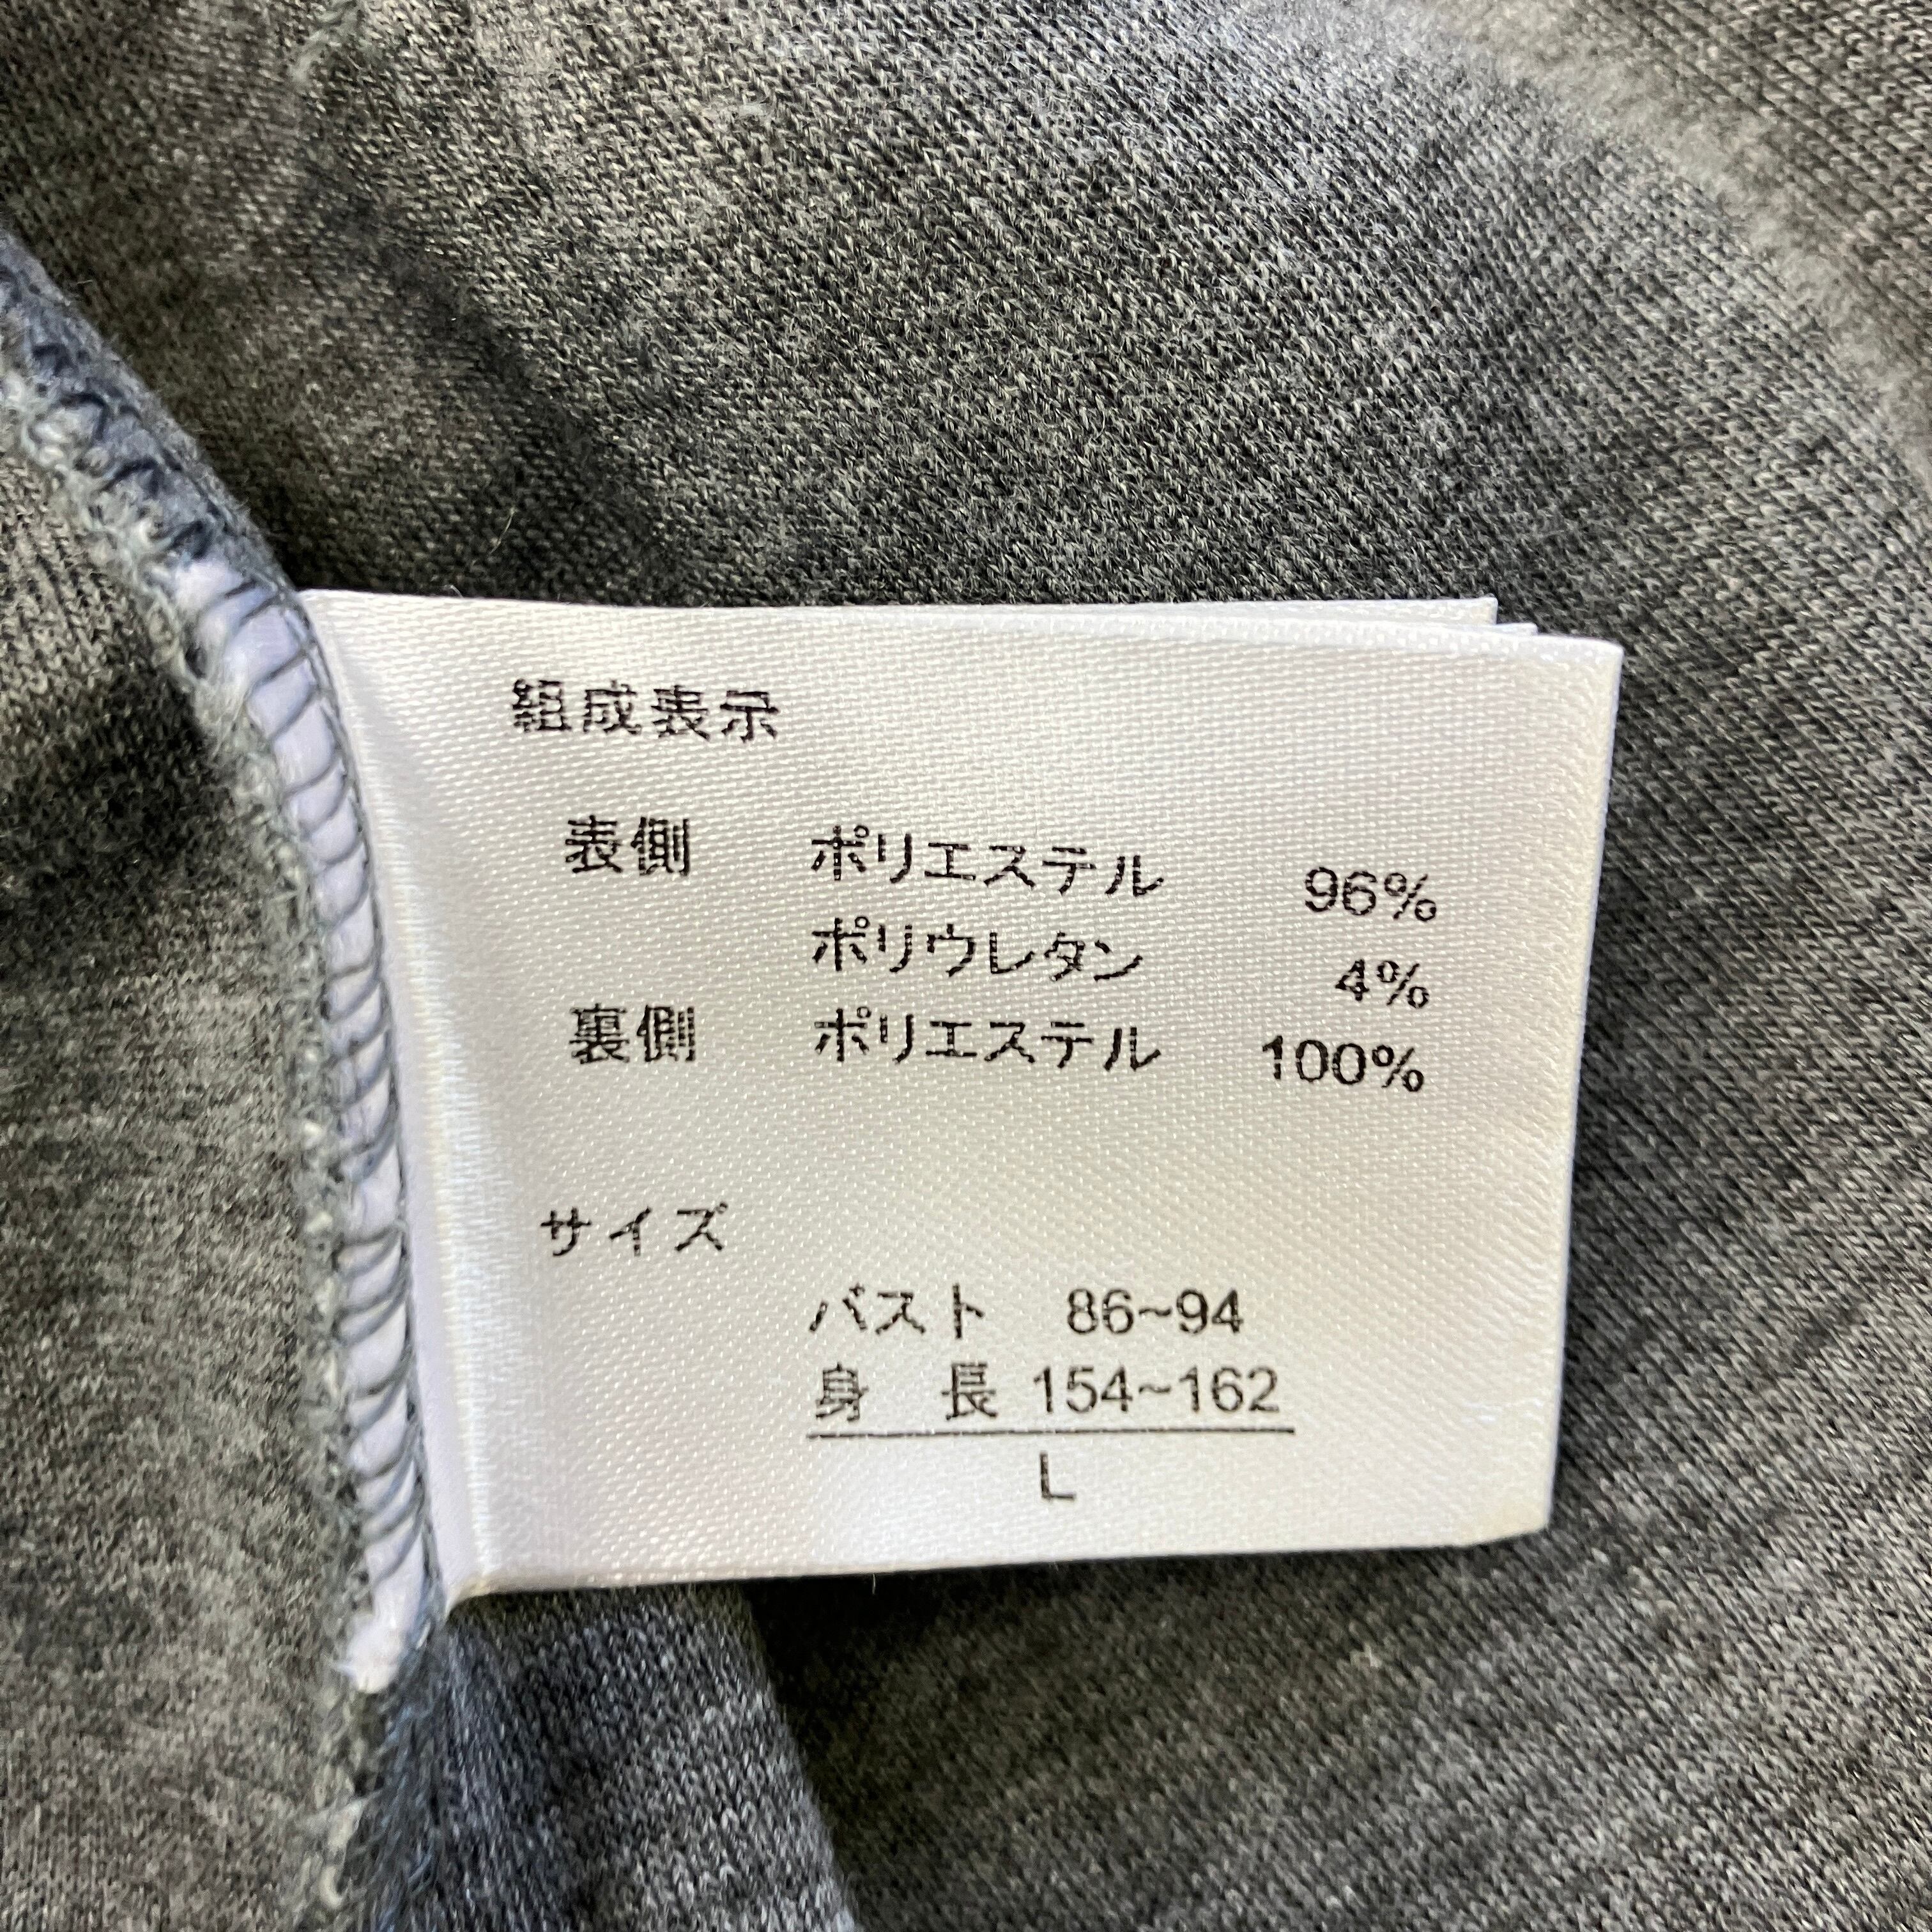 組成表示
表側 ポリエステル 96%
ポリウレタン 4%
裏側 ポリエステル 100%
サイズ
バスト 86~94
身 長 154~162
L